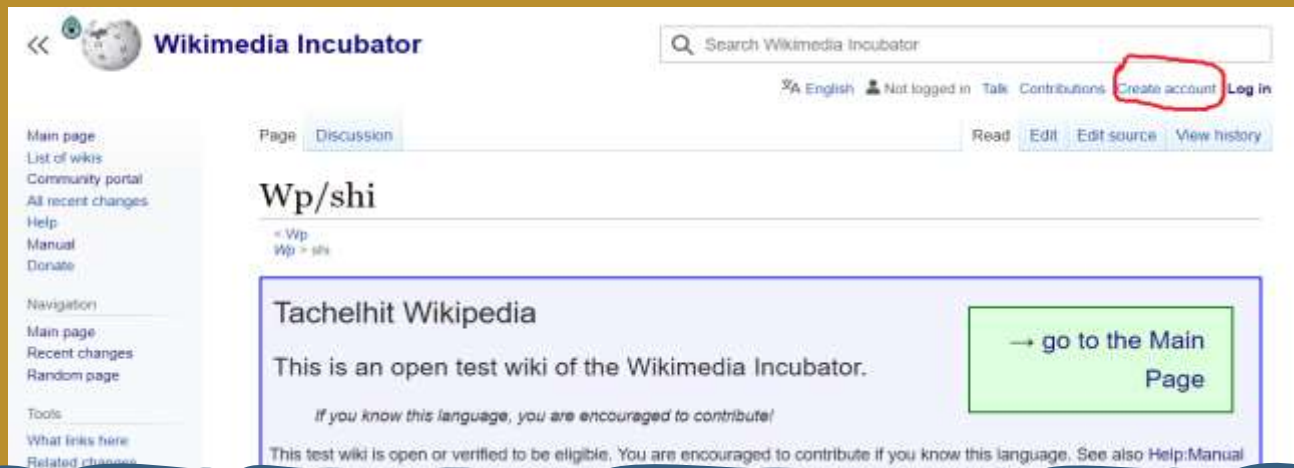 «
Wikimedia Incubator
Search Wikimedia Incubator
English Not logged in Talk Contributions Create account Log in
Main page
List of wikis
Community portal
All recent changes
Help
Manual
Donate
Navigation
Main page
Recent changes
Random page
Tools
What links here
Related changes
Page Discussion
Read Edit Edit source View history
Wp/shi
< Wp
Wp > shi
Tachelhit Wikipedia
This is an open test wiki of the Wikimedia Incubator.
If you know this language, you are encouraged to contribute!
→ go to the Main
Page
This test wiki is open or verified to be eligible. You are encouraged to contribute if you know this language. See also Help:Manual